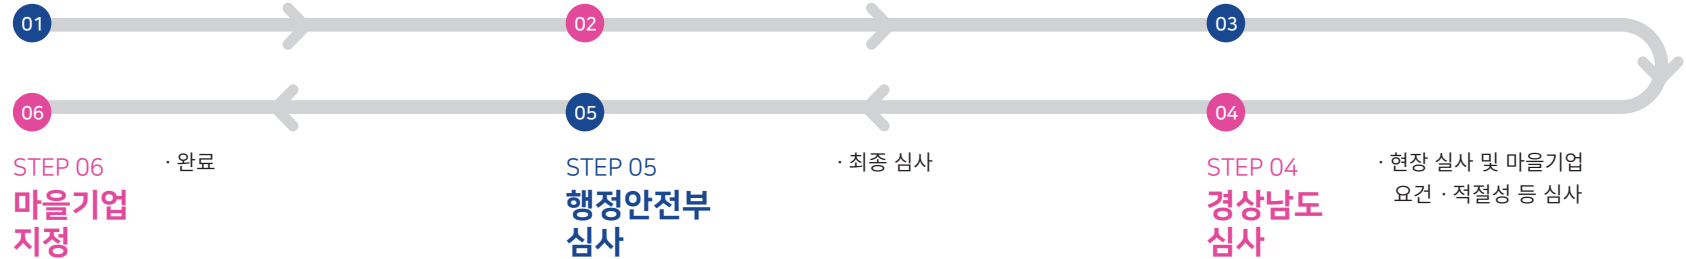 01
02
03
06
05
04
STEP 06
· 완료
마을기업
지정
STEP 05
· 최종 심사
행정안전부
심사
STEP 04
· 현장 실사 및 마을기업
요건 · 적절성 등 심사
경상남도
심사